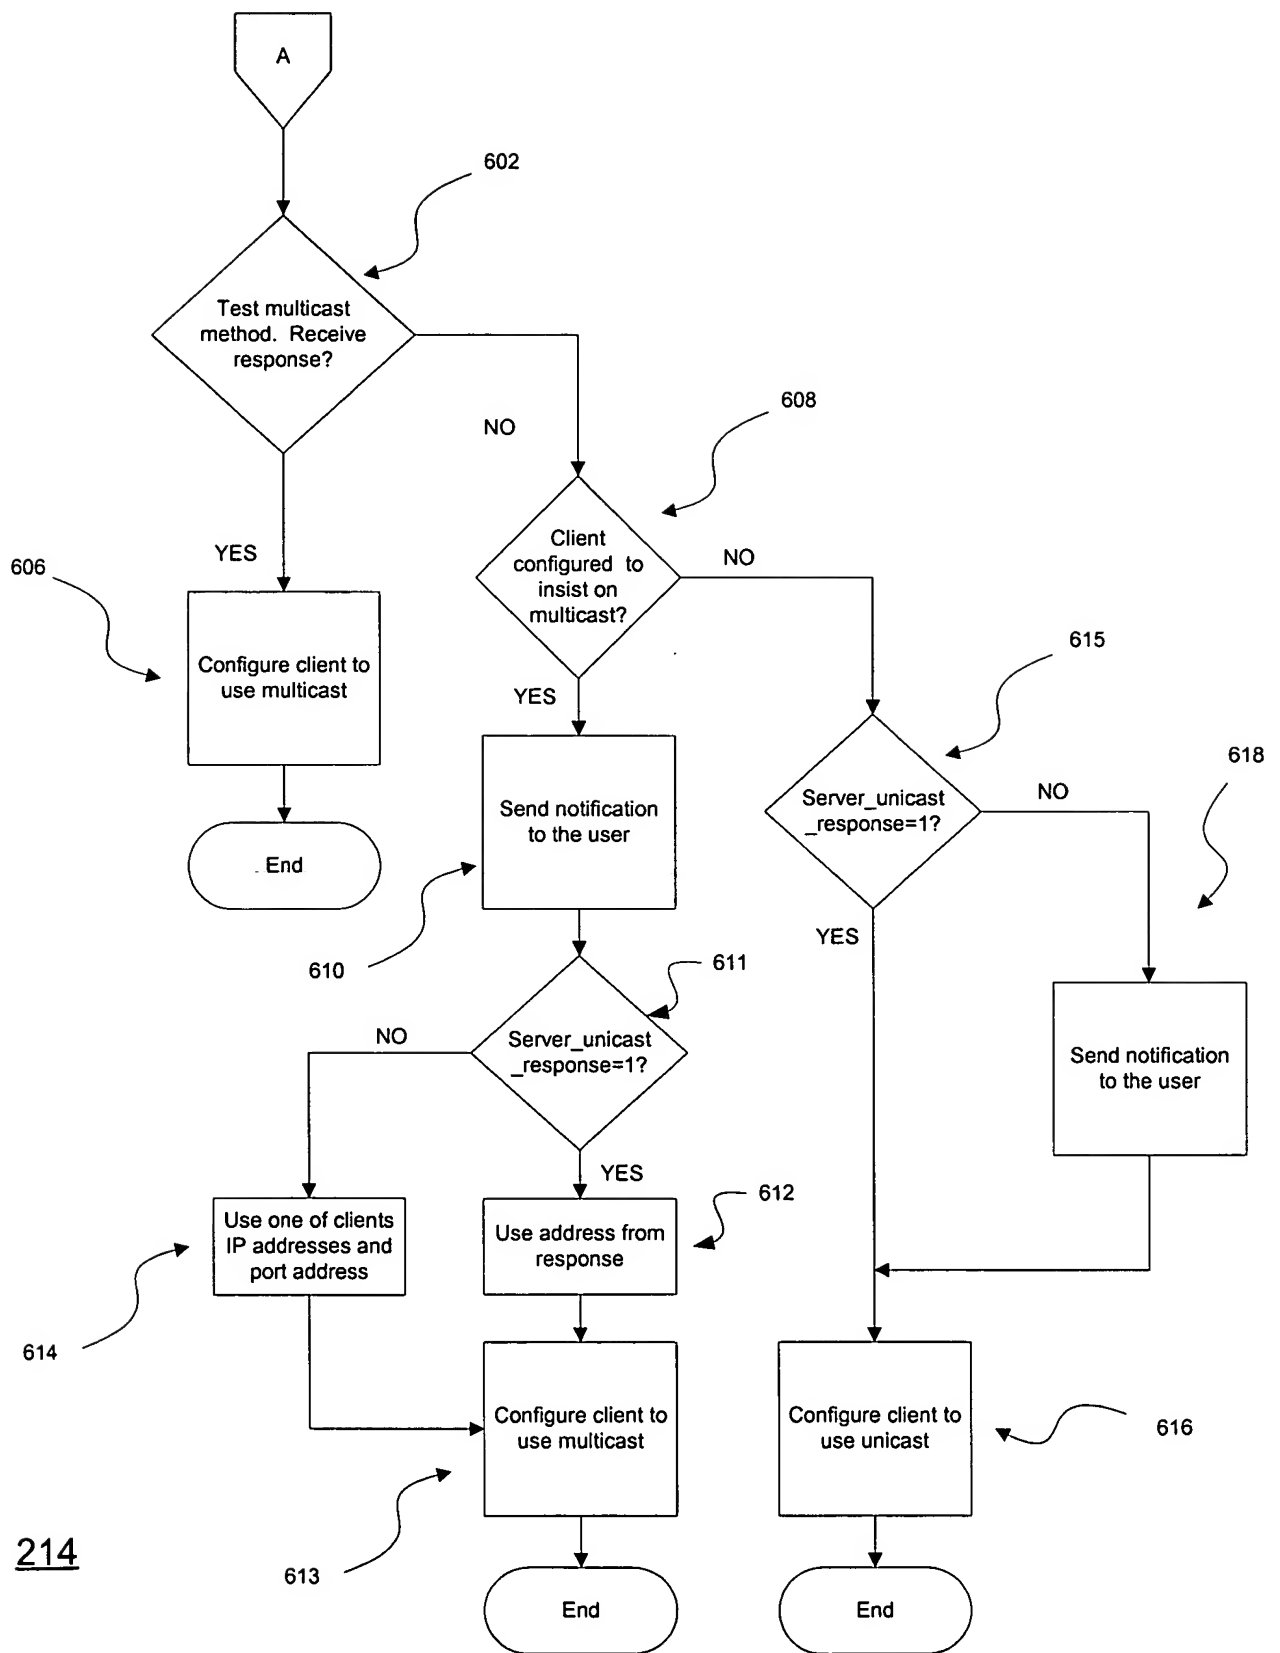 A
602
Test multicast
method. Receive
response?
608
NO
YES
606
Client
configured to
insist on
multicast?
NO
Configure client to
use multicast
615
YES
618
Server_unicast
_response=1?
NO
Send notification
to the user
End
YES
610
611
NO
Server_unicast
_response=1?
Send notification
to the user
YES
612
Use one of clients
IP addresses and
port address
Use address from
response
614
Configure client to
use multicast
Configure client to
use unicast
616
214
613
End
End